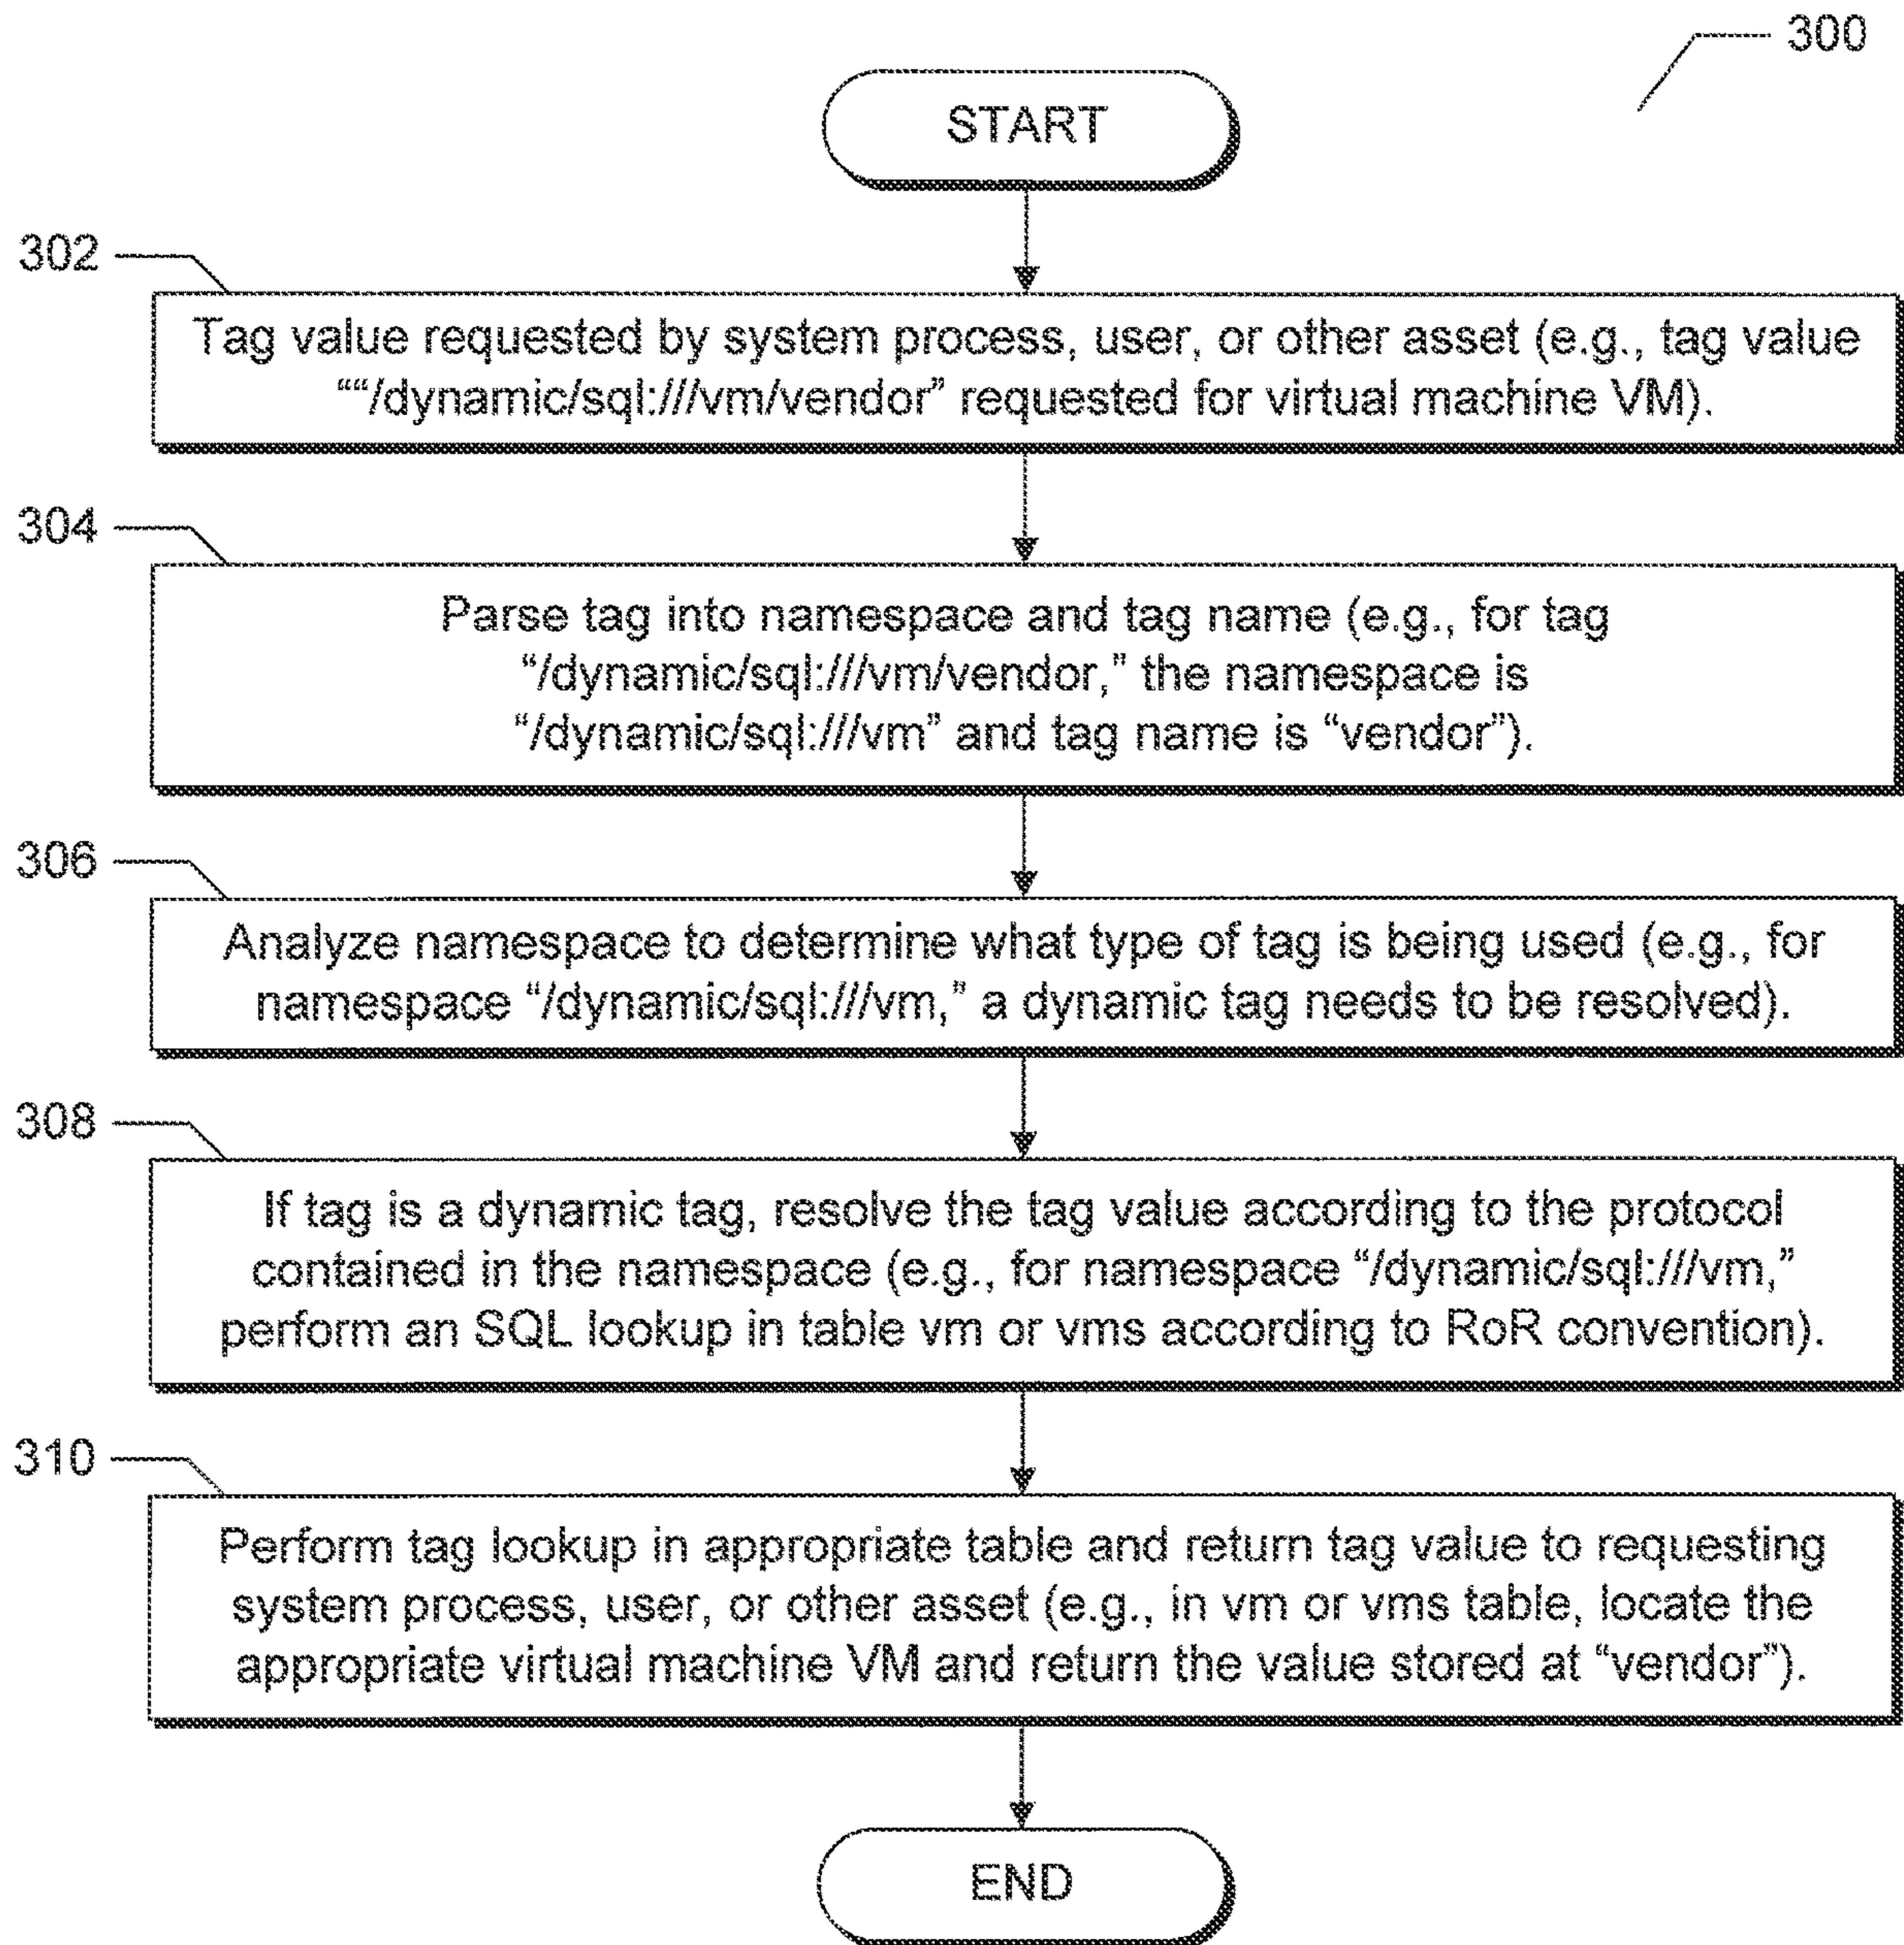 300
START
302
Tag value requested by system process, user, or other asset (e.g., tag value
““/dynamic/sql:///vm/vendor” requested for virtual machine VM).
304
Parse tag into namespace and tag name (e.g., for tag
“/dynamic/sql:///vm/vendor,” the namespace is
“/dynamic/sql:///vm” and tag name is “vendor”).
306
Analyze namespace to determine what type of tag is being used (e.g., for
namespace “/dynamic/sql:///vm,” a dynamic tag needs to be resolved).
308
If tag is a dynamic tag, resolve the tag value according to the protocol
contained in the namespace (e.g., for namespace “/dynamic/sql:///vm,”
perform an SQL lookup in table vm or vms according to RoR convention).
310
Perform tag lookup in appropriate table and return tag value to requesting
system process, user, or other asset (e.g., in vm or vms table, locate the
appropriate virtual machine VM and return the value stored at “vendor”).
END